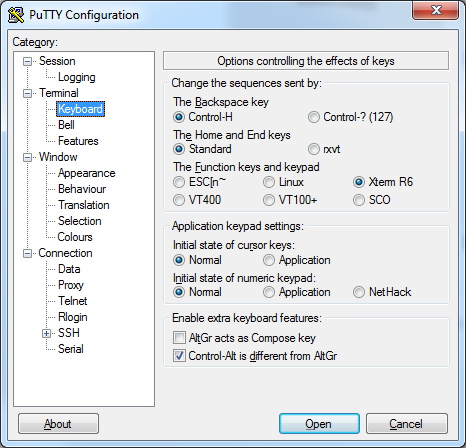 PuTTY Configuration
Category:
Session
Logging
Terminal
Keyboard
Bell
Features
Window
Appearance
Behaviour
Translation
Selection
Colours
Connection
Data
Proxy
Telnet
Rlogin
SSH
Serial
Options controlling the effects of keys
Change the sequences sent by:
The Backspace key
Control-H Control-? (127)
The Home and End keys
Standard rxvt
The Function keys and keypad
ESC[n~ Linux Xterm R6
VT400 VT100+ SCO
Application keypad settings:
Initial state of cursor keys:
Normal Application
Initial state of numeric keypad:
Normal Application NetHack
Enable extra keyboard features:
AltGr acts as Compose key
Control-Alt is different from AltGr
About Open Cancel